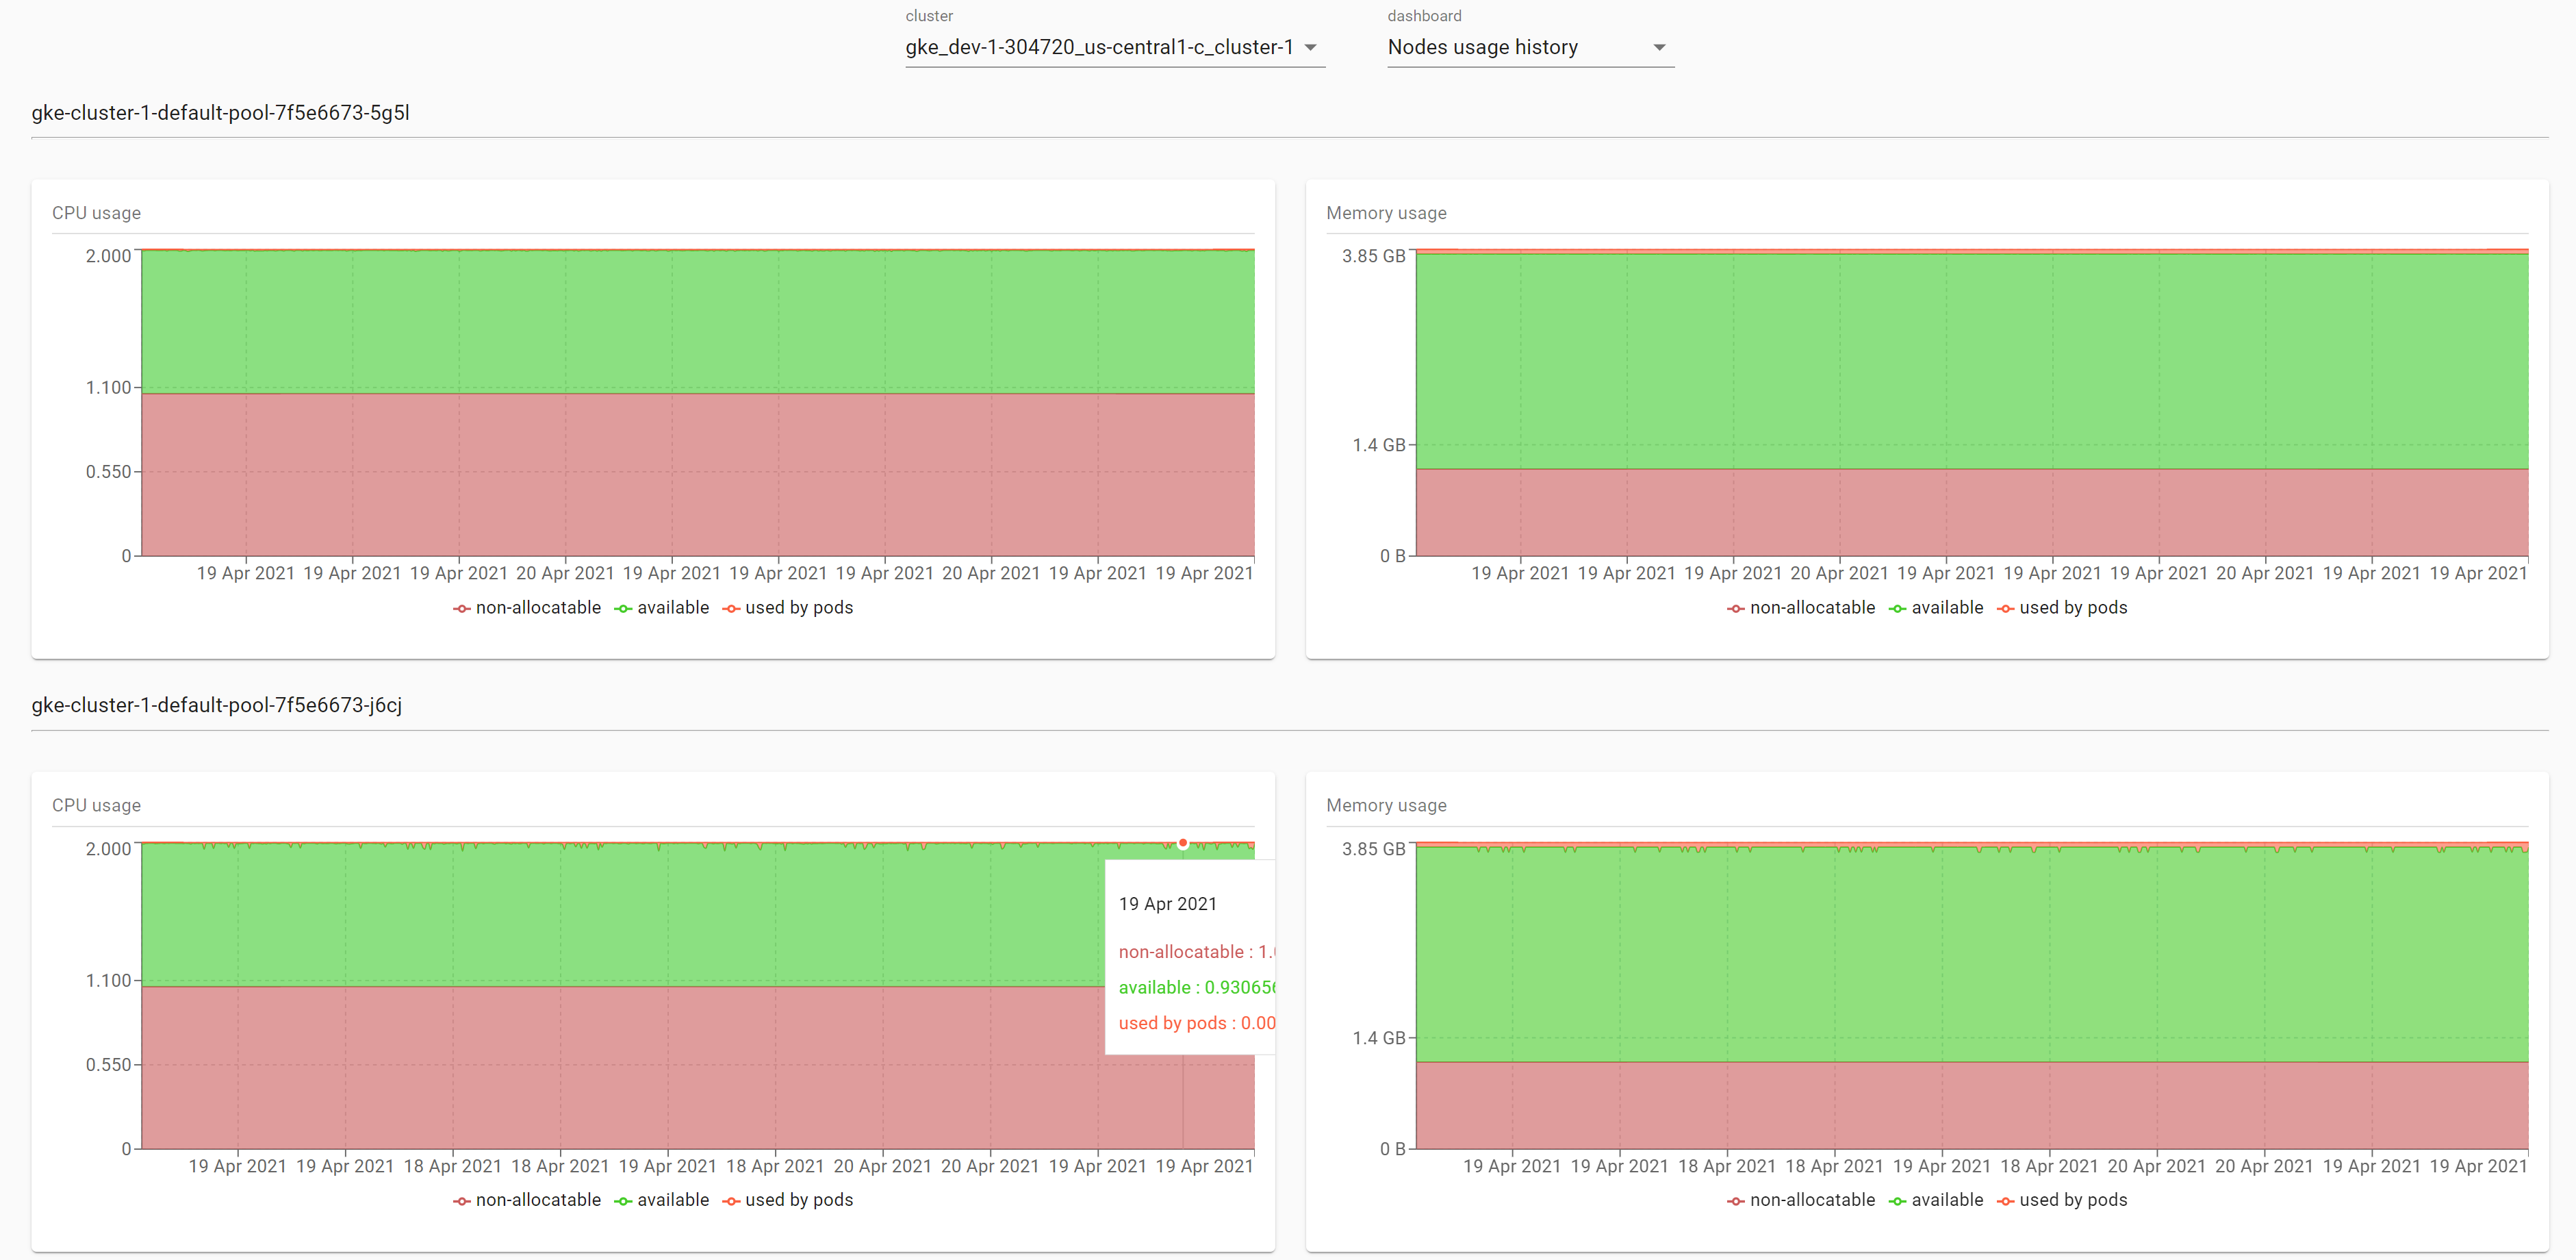 cluster
gke_dev-1-304720_us-central1-c_cluster-1
dashboard
Nodes usage history
gke-cluster-1-default-pool-7f5e6673-5g5l
CPU usage
2.000
1.100
0.550
0
19 Apr 2021 19 Apr 2021 19 Apr 2021 20 Apr 2021 19 Apr 2021 19 Apr 2021 19 Apr 2021 20 Apr 2021 19 Apr 2021 19 Apr 2021
non-allocatable available used by pods
Memory usage
3.85 GB
1.4 GB
0 B
19 Apr 2021 19 Apr 2021 19 Apr 2021 20 Apr 2021 19 Apr 2021 19 Apr 2021 19 Apr 2021 20 Apr 2021 19 Apr 2021 19 Apr 2021
non-allocatable available used by pods
gke-cluster-1-default-pool-7f5e6673-j6cj
CPU usage
2.000
1.100
0.550
0
19 Apr 2021
non-allocatable : 1.
available : 0.93065
used by pods : 0.00
19 Apr 2021 19 Apr 2021 18 Apr 2021 18 Apr 2021 19 Apr 2021 18 Apr 2021 20 Apr 2021 20 Apr 2021 19 Apr 2021 19 Apr 2021
non-allocatable available used by pods
Memory usage
3.85 GB
1.4 GB
0 B
19 Apr 2021 19 Apr 2021 18 Apr 2021 18 Apr 2021 19 Apr 2021 18 Apr 2021 20 Apr 2021 20 Apr 2021 19 Apr 2021 19 Apr 2021
non-allocatable available used by pods